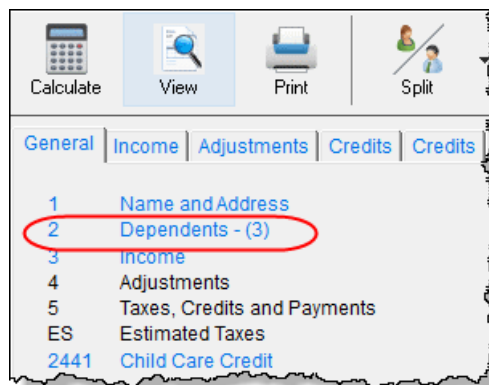 Calculate View Print Split
General Income Adjustments Credits Credits
1 Name and Address
2 Dependents - (3)
3 Income
4 Adjustments
5 Taxes, Credits and Payments
ES Estimated Taxes
2441 Child Care Credit